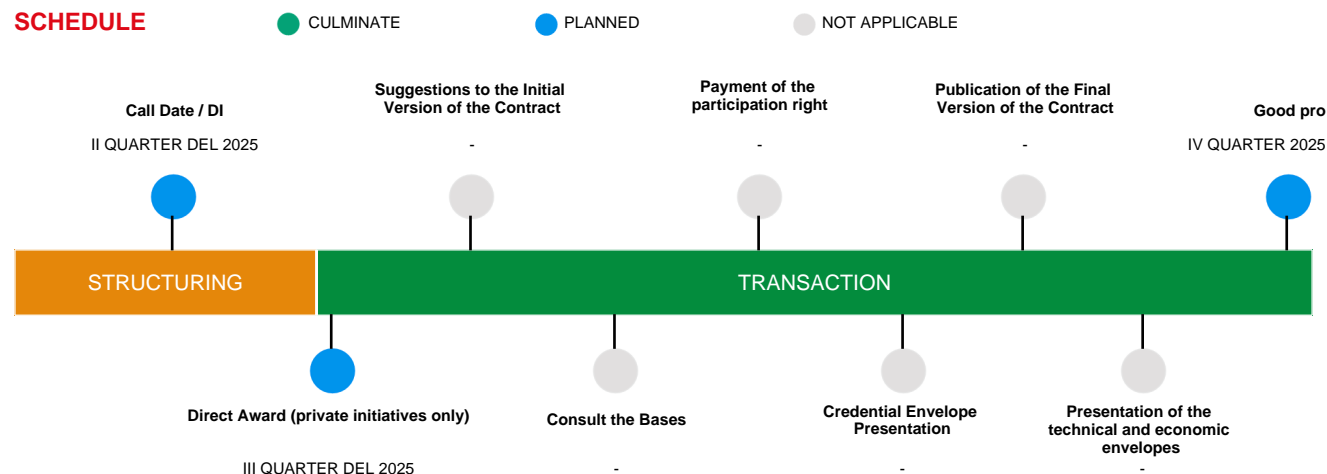 SCHEDULE
CULMINATE
PLANNED
NOT APPLICABLE
Call Date / DI
II QUARTER DEL 2025
Suggestions to the Initial
Version of the Contract
-
Payment of the
participation right
-
Publication of the Final
Version of the Contract
-
Good pro
IV QUARTER 2025
STRUCTURING
TRANSACTION
Direct Award (private initiatives only)
III QUARTER DEL 2025
Consult the Bases
-
Credential Envelope
Presentation
-
Presentation of the
technical and economic
envelopes
-